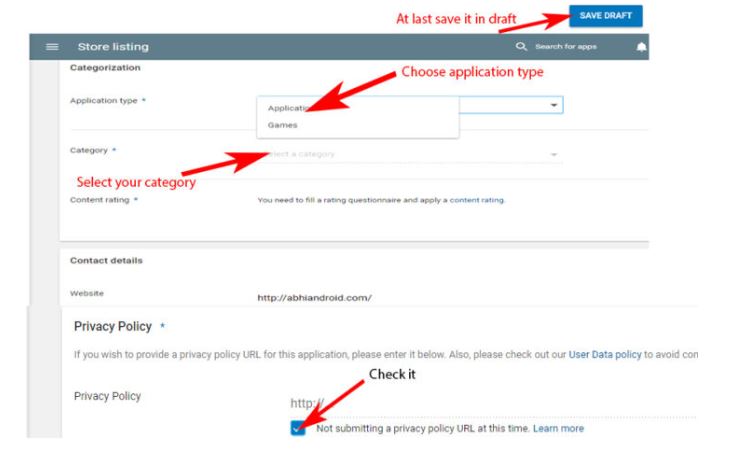 At last save it in draft
SAVE DRAFT
Store listing
Search for apps
Categorization
Choose application type
Application type *
Application
Games
Category *
Select a category
Select your category
Content rating *
You need to fill a rating questionnaire and apply a content rating.
Contact details
Website
http://abhiandroid.com/
Privacy Policy *
If you wish to provide a privacy policy URL for this application, please enter it below. Also, please check out our User Data policy to avoid com
Check it
Privacy Policy
http://
Not submitting a privacy policy URL at this time. Learn more